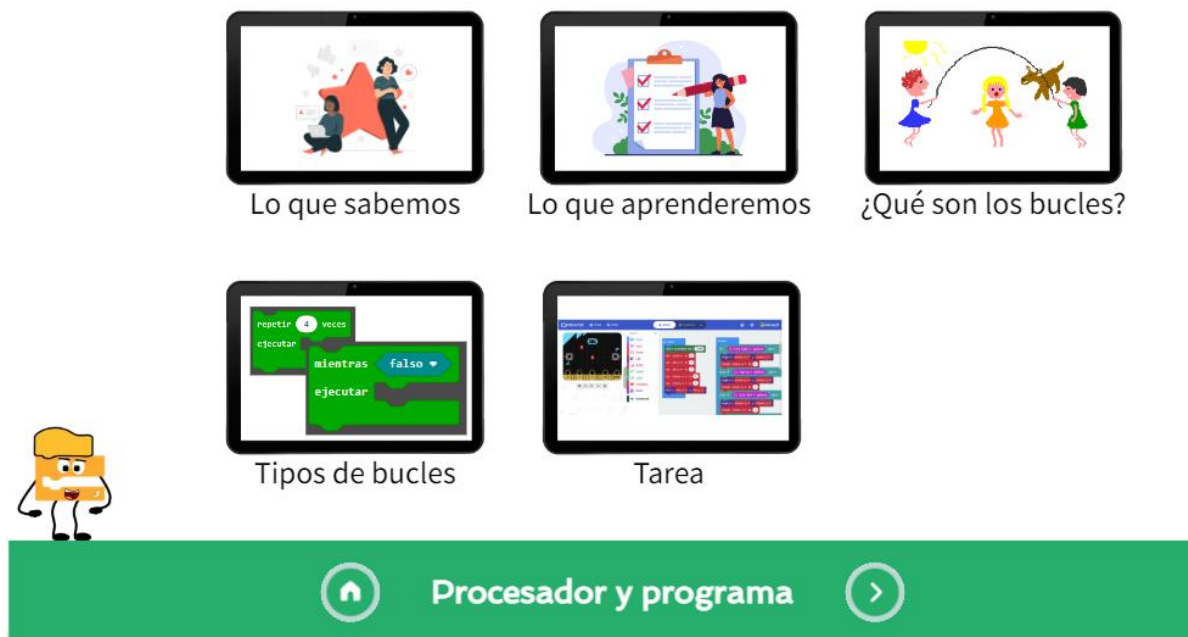 Lo que sabemos
Lo que aprenderemos
¿Qué son los bucles?
repetir 4 veces
ejecutar
mientras falso
ejecutar
Tipos de bucles
Tarea
Procesador y programa